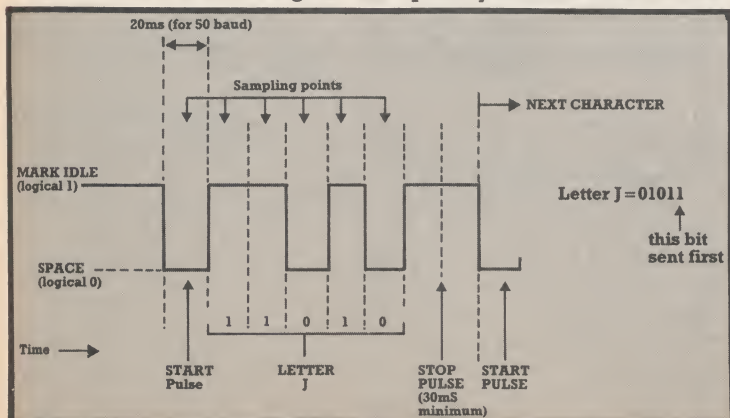 20ms (for 50 baud)
Sampling points
NEXT CHARACTER
MARK IDLE
(logical 1)
Letter J = 01011
this bit
sent first
SPACE
(logical 0)
1 1 0 1 0
Time
START
Pulse
LETTER
J
STOP
PULSE
(30mS
minimum)
START
PULSE